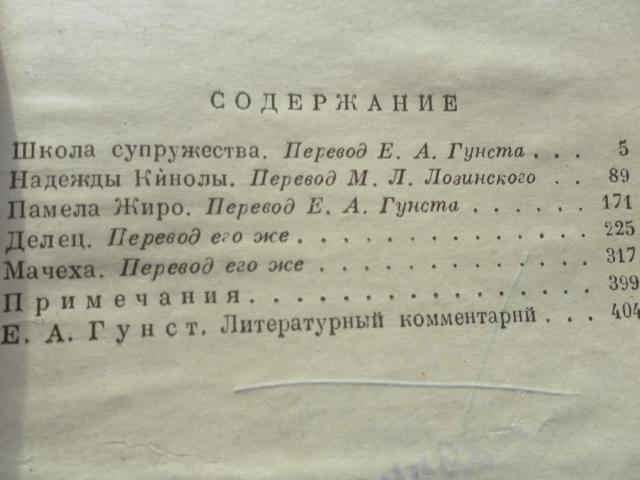 СОДЕРЖАНИЕ
Школа супружества. Перевод Е. А. Гунста . . . 5
Надежды Кинолы. Перевод М. Л. Лозинского . . 89
Памела Жиро. Перевод Е. А. Гунста . . . . . . 171
Делец. Перевод его же . . . . . . . . . . . . . 225
Мачеха. Перевод его же . . . . . . . . . . . . 317
Примечания . . . . . . . . . . . . . . . . 399
Е. А. Гунст. Литературный комментарий . . . 404